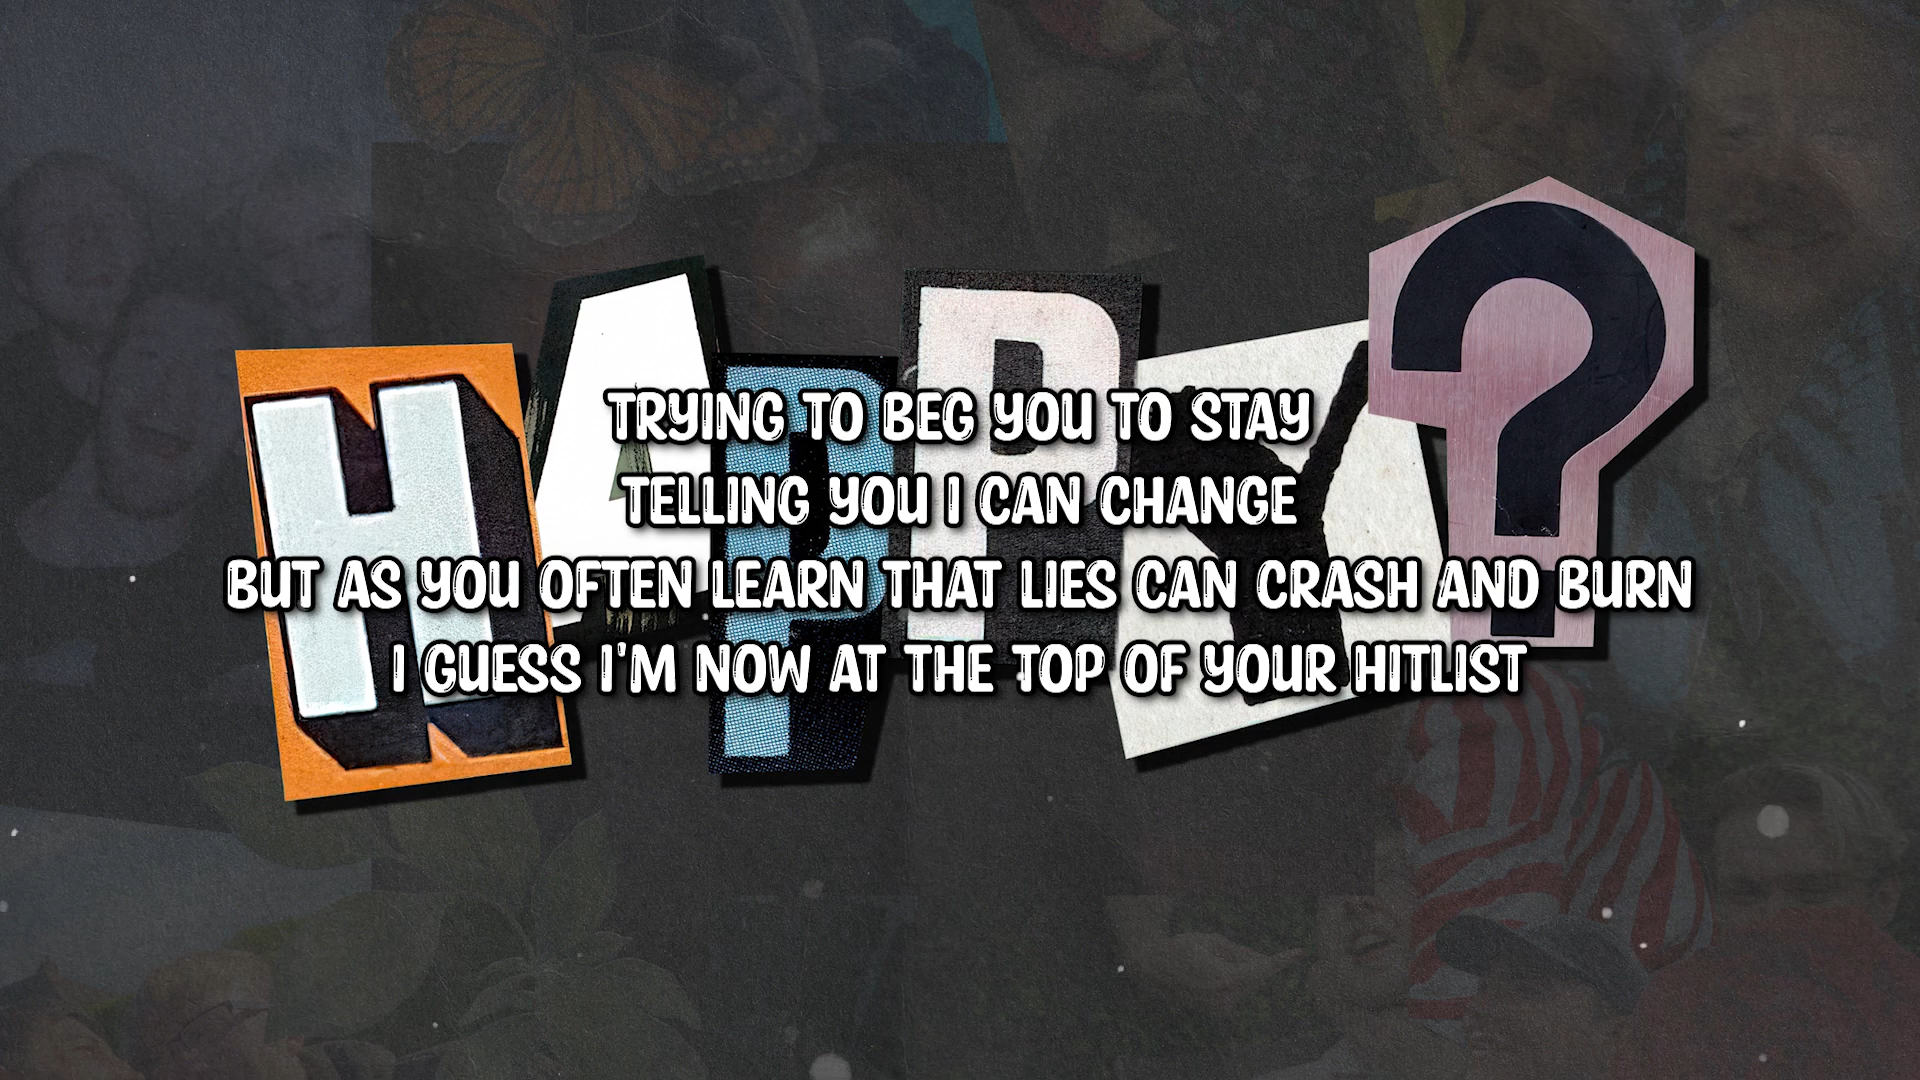 HAPPY?
TRYING TO BEG YOU TO STAY
TELLING YOU I CAN CHANGE
BUT AS YOU OFTEN LEARN THAT LIES CAN CRASH AND BURN
I GUESS I'M NOW AT THE TOP OF YOUR HITLIST